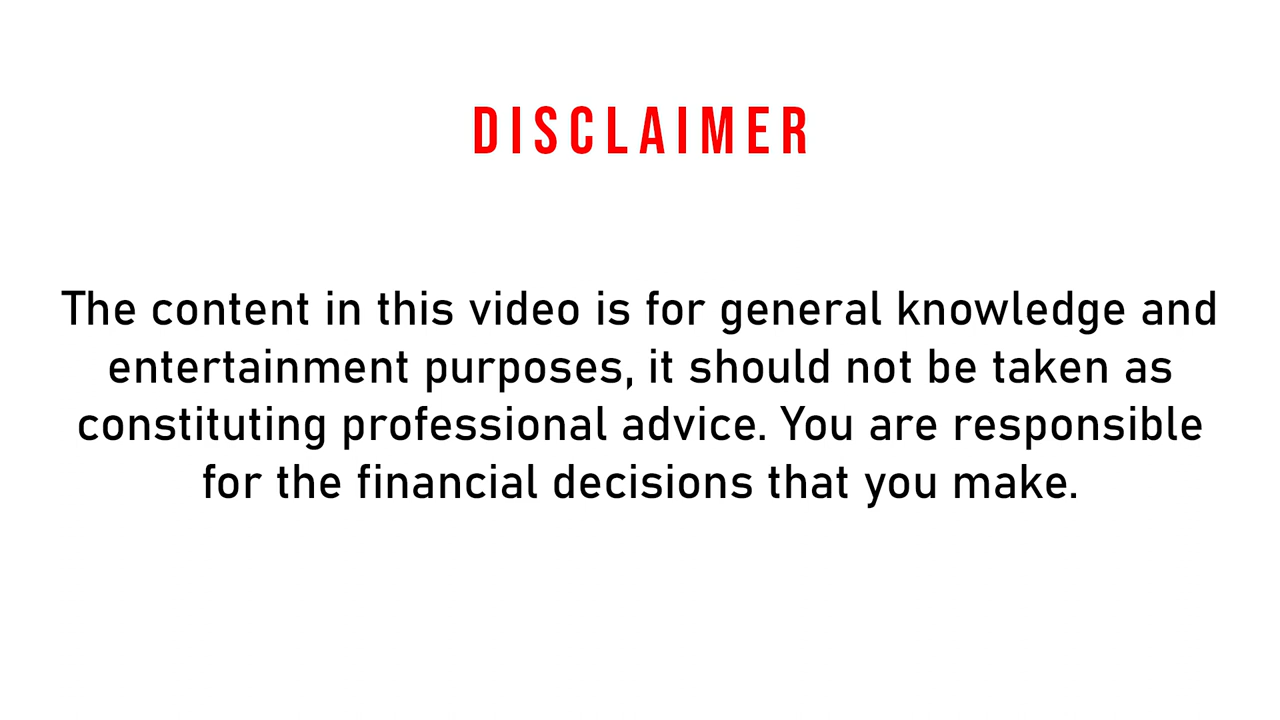 DISCLAIMER
The content in this video is for general knowledge and
entertainment purposes, it should not be taken as
constituting professional advice. You are responsible
for the financial decisions that you make.